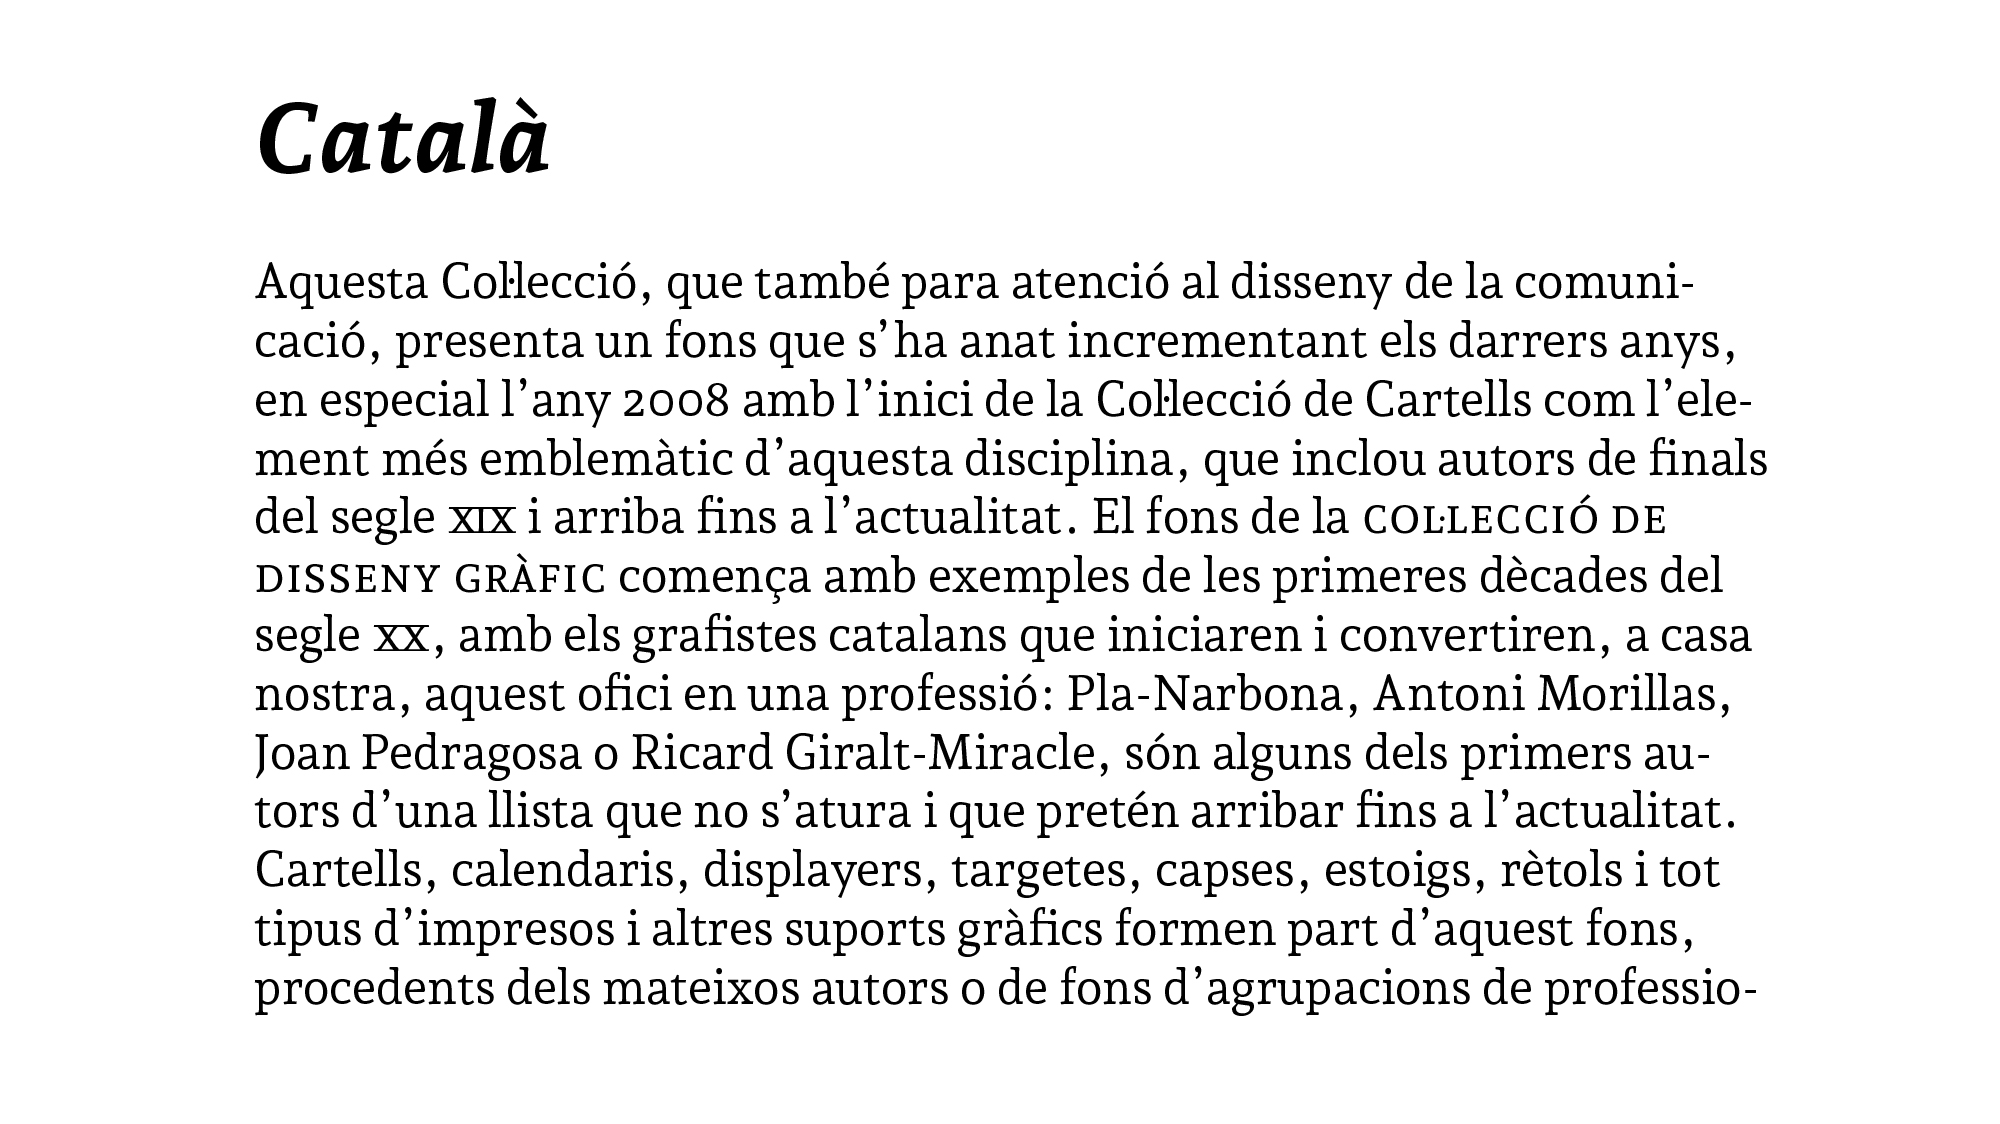 Català
Aquesta Col·lecció, que també para atenció al disseny de la comuni-
cació, presenta un fons que s’ha anat incrementant els darrers anys,
en especial l’any 2008 amb l’inici de la Col·lecció de Cartells com l’ele-
ment més emblemàtic d’aquesta disciplina, que inclou autors de finals
del segle XIX i arriba fins a l’actualitat. El fons de la COL·LECCIÓ DE
DISSENY GRÀFIC comença amb exemples de les primeres dècades del
segle XX, amb els grafistes catalans que iniciaren i convertiren, a casa
nostra, aquest ofici en una professió: Pla-Narbona, Antoni Morillas,
Joan Pedragosa o Ricard Giralt-Miracle, són alguns dels primers au-
tors d’una llista que no s’atura i que pretén arribar fins a l’actualitat.
Cartells, calendaris, displayers, targetes, capses, estoigs, rètols i tot
tipus d’impresos i altres suports gràfics formen part d’aquest fons,
procedents dels mateixos autors o de fons d’agrupacions de professio-